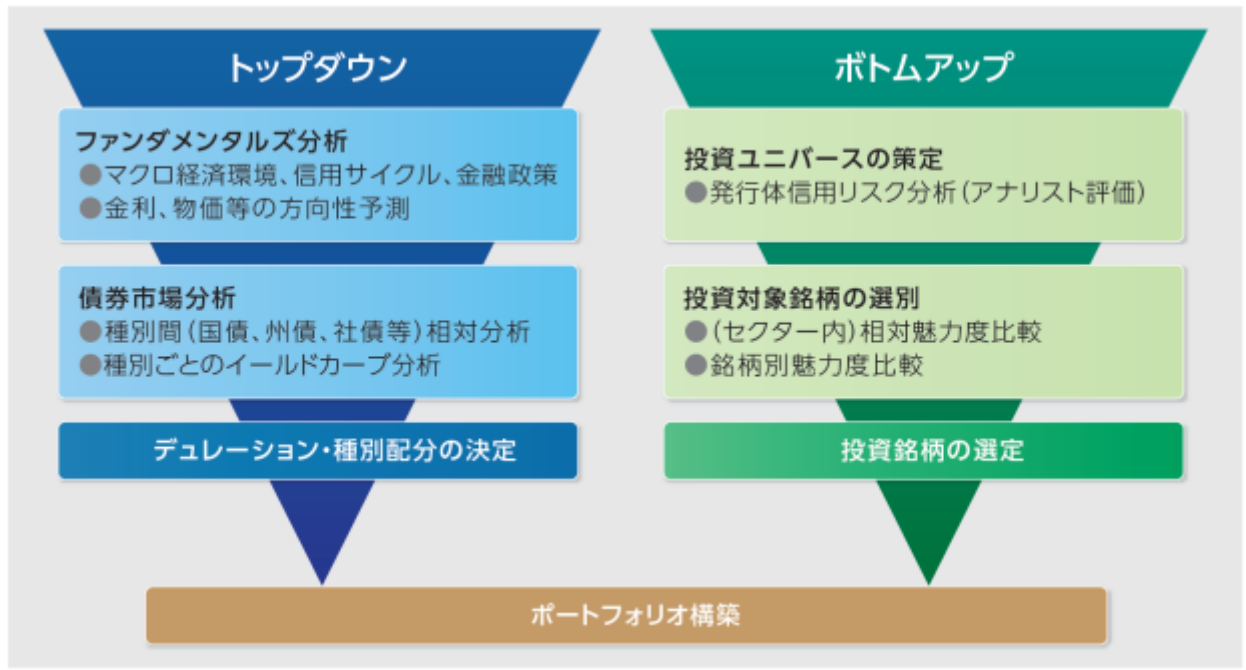 トップダウン
ファンダメンタルズ分析
●マクロ経済環境、信用サイクル、金融政策
●金利、物価等の方向性予測
債券市場分析
●種別間(国債、州債、社債等)相対分析
●種別ごとのイールドカープ分析
デュレーション・種別配分の決定
ボトムアップ
投資ユニバースの策定
●発行体信用リスク分析(アナリスト評価)
投資対象銘柄の選別
●(セクター内)相対魅力度比較
●銘柄別魅力度比較
投資銘柄の選定
ポートフォリオ構築